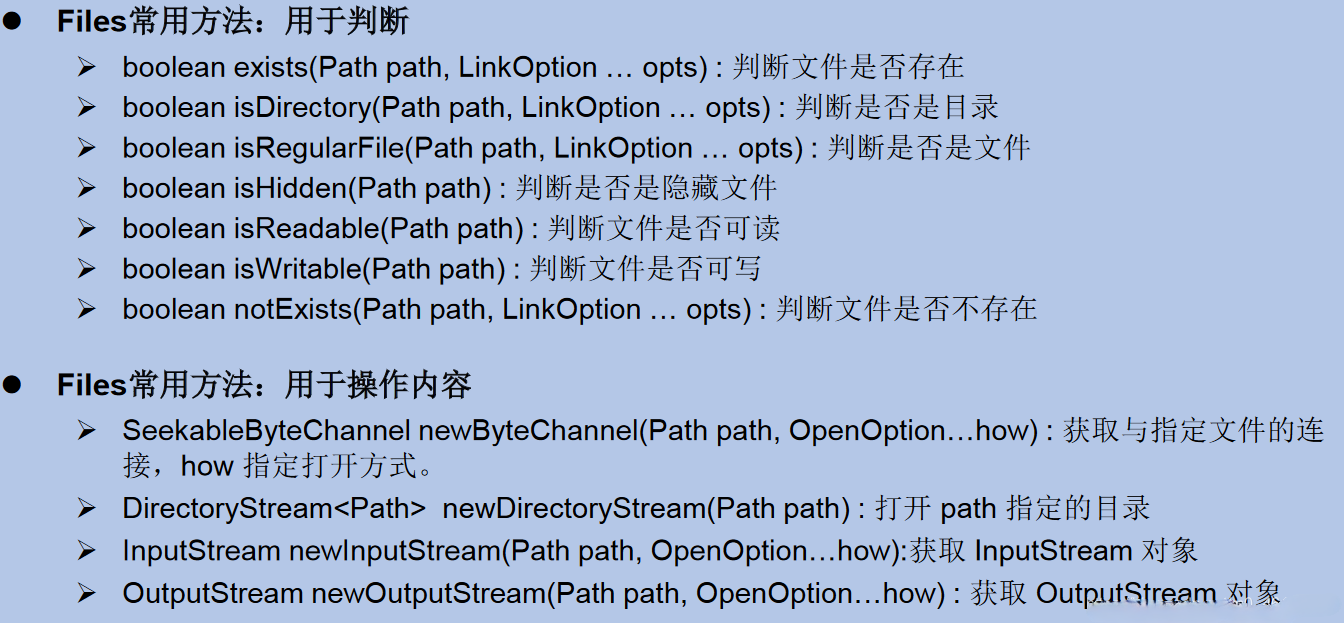 ● Files常用方法：用于判断
➢ boolean exists(Path path, LinkOption … opts) : 判断文件是否存在
➢ boolean isDirectory(Path path, LinkOption … opts) : 判断是否是目录
➢ boolean isRegularFile(Path path, LinkOption … opts) : 判断是否是文件
➢ boolean isHidden(Path path) : 判断是否是隐藏文件
➢ boolean isReadable(Path path) : 判断文件是否可读
➢ boolean isWritable(Path path) : 判断文件是否可写
➢ boolean notExists(Path path, LinkOption … opts) : 判断文件是否不存在
● Files常用方法：用于操作内容
➢ SeekableByteChannel newByteChannel(Path path, OpenOption…how) : 获取与指定文件的连
接，how 指定打开方式。
➢ DirectoryStream<Path>  newDirectoryStream(Path path) : 打开 path 指定的目录
➢ InputStream newInputStream(Path path, OpenOption…how):获取 InputStream 对象
➢ OutputStream newOutputStream(Path path, OpenOption…how) : 获取 OutputStream 对象